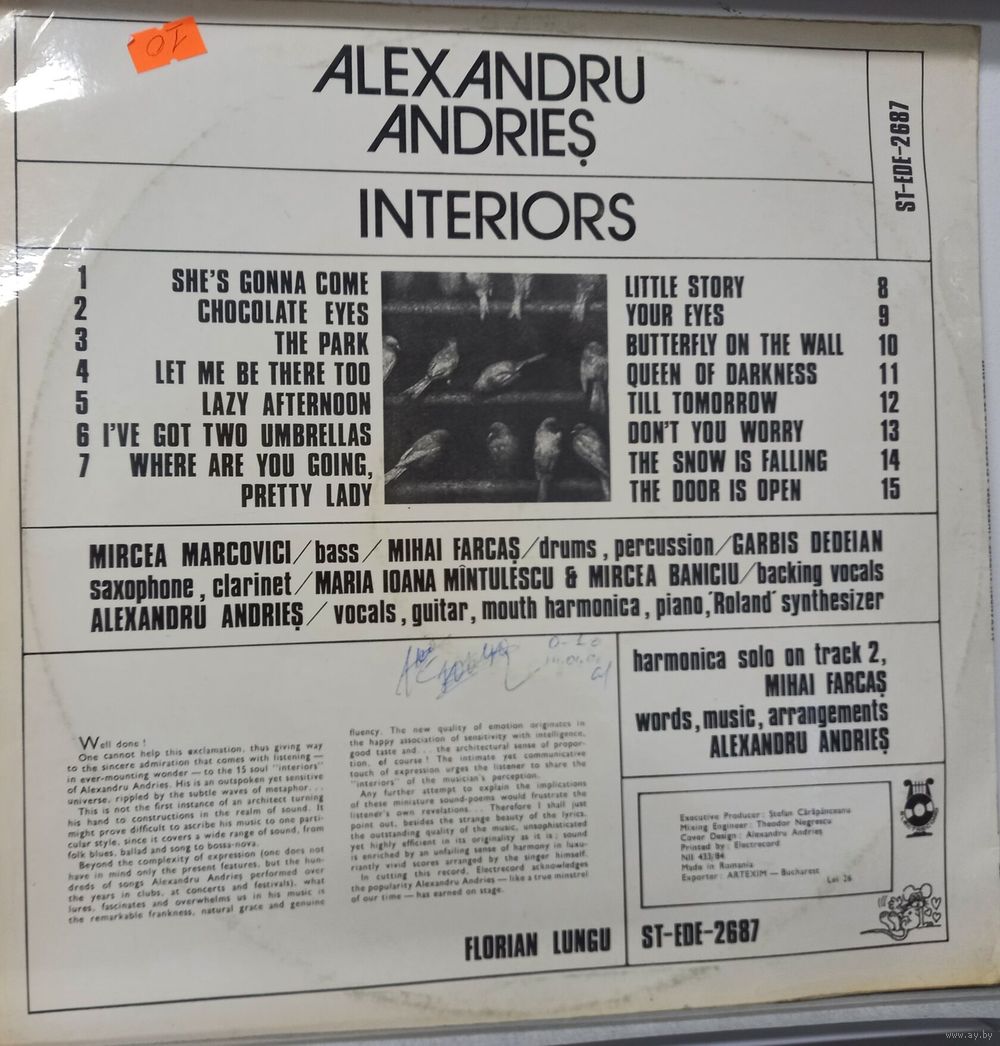 ALEXANDRU
ANDRIEȘ
ST-EDE-2687
INTERIORS
1 SHE'S GONNA COME
2 CHOCOLATE EYES
3 THE PARK
4 LET ME BE THERE TOO
5 LAZY AFTERNOON
6 I'VE GOT TWO UMBRELLAS
7 WHERE ARE YOU GOING,
PRETTY LADY
LITTLE STORY 8
YOUR EYES 9
BUTTERFLY ON THE WALL 10
QUEEN OF DARKNESS 11
TILL TOMORROW 12
DON'T YOU WORRY 13
THE SNOW IS FALLING 14
THE DOOR IS OPEN 15
MIRCEA MARCOVICI/bass/MIHAI FARCAȘ/drums, percussion/GARBIS DEDEIAN
saxophone, clarinet/MARIA IOANA MÎNTULESCU & MIRCEA BANICIU/backing vocals
ALEXANDRU ANDRIEȘ/vocals, guitar, mouth harmonica, piano,'Roland' synthesizer
Well done!
One cannot help this exclamation, thus giving way
to the sincere admiration that comes with listening —
in ever-mounting wonder — to the 15 soul "interiors"
of Alexandru Andries. His is an outspoken yet sensitive
universe, rippled by the subtle waves of metaphor...
This is not the first instance of an architect turning
his hand to constructions in the realm of sound. It
might prove difficult to ascribe his music to one parti-
cular style, since it covers a wide range of sound, from
folk blues, ballad and song to bossa-nova.
Beyond the complexity of expression (one does not
have in mind only the present features, but the hun-
dreds of songs Alexandru Andrieș performed over
the years in clubs, at concerts and festivals), what
lures, fascinates and overwhelms us in his music is
the remarkable frankness, natural grace and genuine
fluency. The new quality of emotion originates in
the happy association of sensitivity with intelligence,
good taste and... the architectural sense of propor-
tion, of course! The intimate yet communicative
touch of expression urges the listener to share the
"interiors" of the musician's perception.
Any further attempt to explain the implications
of these miniature sound-poems would frustrate the
listener's own revelations... Therefore I shall just
point out, besides the strange beauty of the lyrics,
the outstanding quality of the music, unsophisticated
yet highly efficient in its originality as it is; sound
is enriched by an unfailing sense of harmony in luxu-
riantly vivid scores arranged by the singer himself.
In cutting this record, Electrecord acknowledges
the popularity Alexandru Andrieș — like a true minstrel
of our time — has earned on stage.
FLORIAN LUNGU
harmonica solo on track 2,
MIHAI FARCAȘ
words, music, arrangements
ALEXANDRU ANDRIEȘ
Executive Producer: Ștefan Cărăpănceanu
Mixing Engineer: Theodor Negrescu
Cover Design: Alexandru Andrieș
Printed by: Electrecord
NII 433/84
Made in Romania
Exporter: ARTEXIM — Bucharest
Lei 26
ST-EDE-2687
www.ay.by